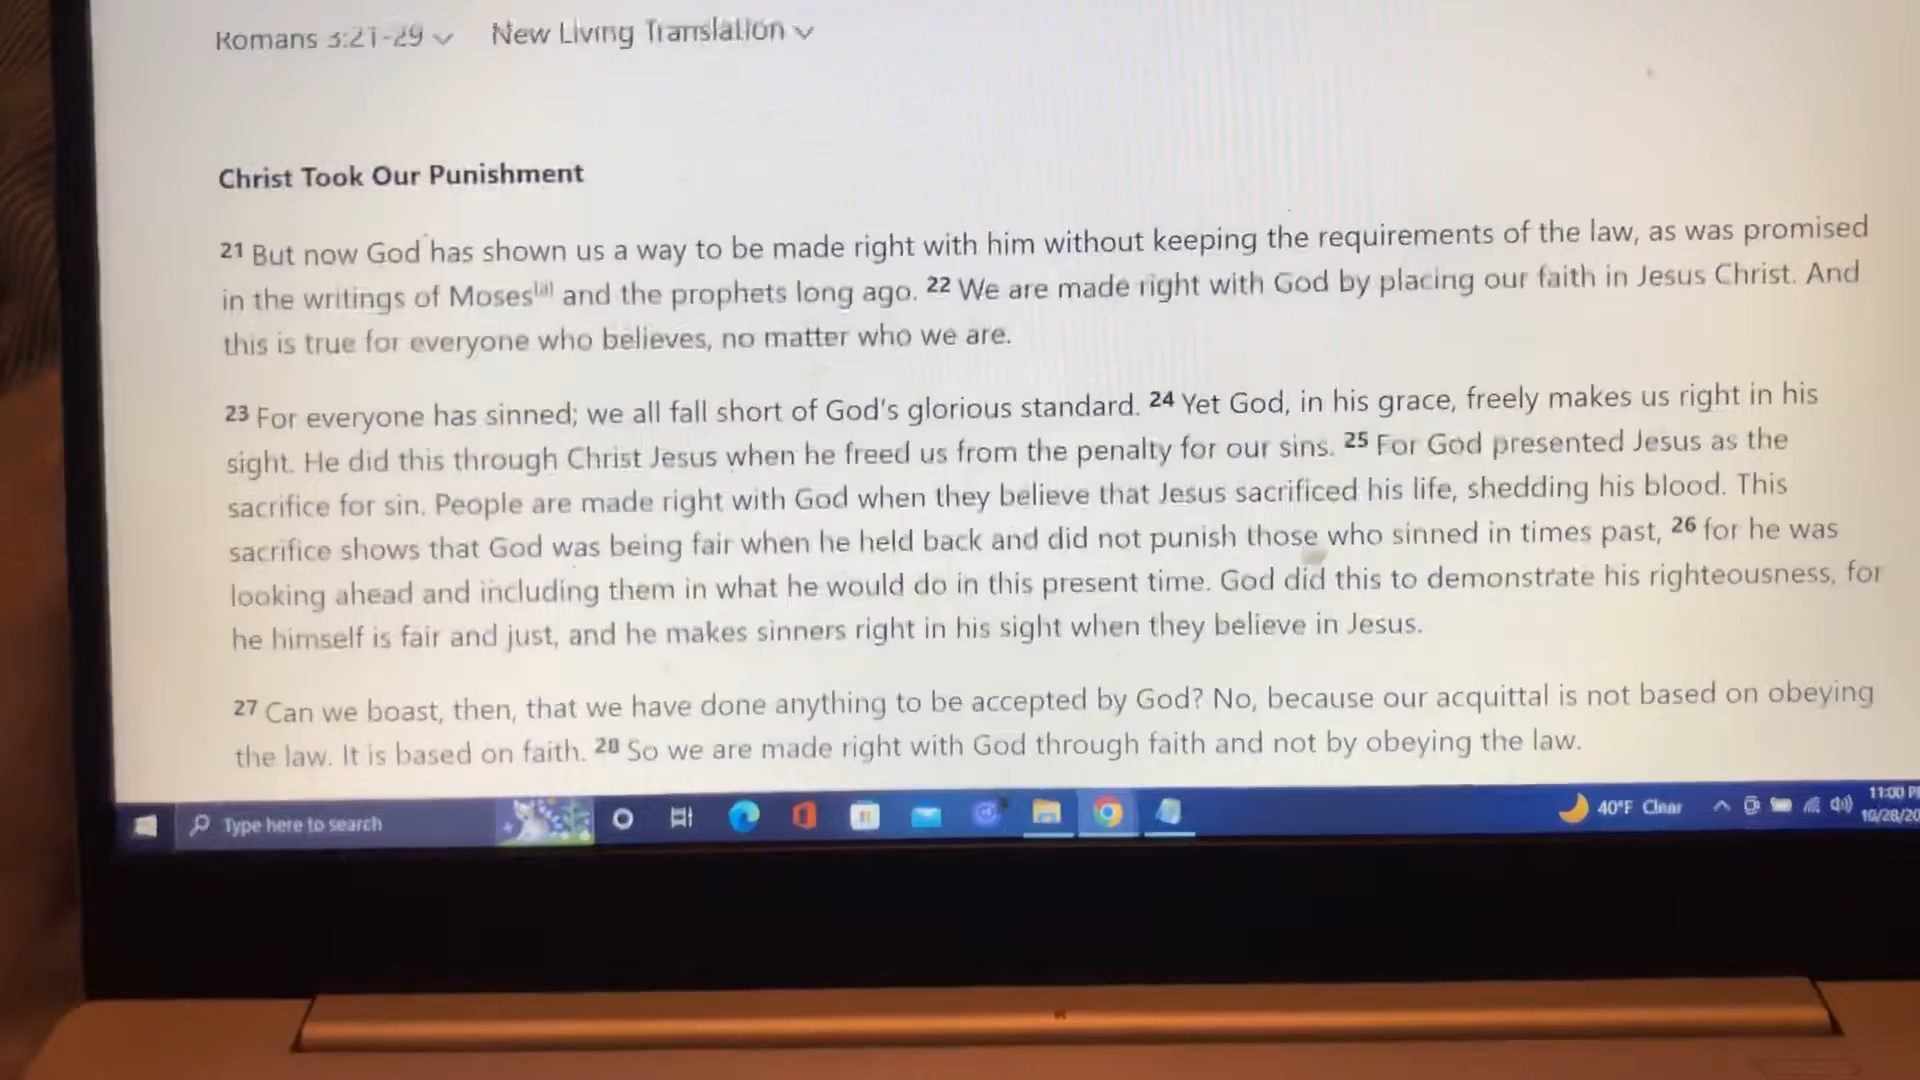 Romans 3:21-29 New Living Translation
Christ Took Our Punishment
21 But now God has shown us a way to be made right with him without keeping the requirements of the law, as was promised
in the writings of Moses[a] and the prophets long ago. 22 We are made right with God by placing our faith in Jesus Christ. And
this is true for everyone who believes, no matter who we are.
23 For everyone has sinned; we all fall short of God's glorious standard. 24 Yet God, in his grace, freely makes us right in his
sight. He did this through Christ Jesus when he freed us from the penalty for our sins. 25 For God presented Jesus as the
sacrifice for sin. People are made right with God when they believe that Jesus sacrificed his life, shedding his blood. This
sacrifice shows that God was being fair when he held back and did not punish those who sinned in times past, 26 for he was
looking ahead and including them in what he would do in this present time. God did this to demonstrate his righteousness, for
he himself is fair and just, and he makes sinners right in his sight when they believe in Jesus.
27 Can we boast, then, that we have done anything to be accepted by God? No, because our acquittal is not based on obeying
the law. It is based on faith. 28 So we are made right with God through faith and not by obeying the law.
Type here to search
40°F Clear
11:00 P
10/28/20